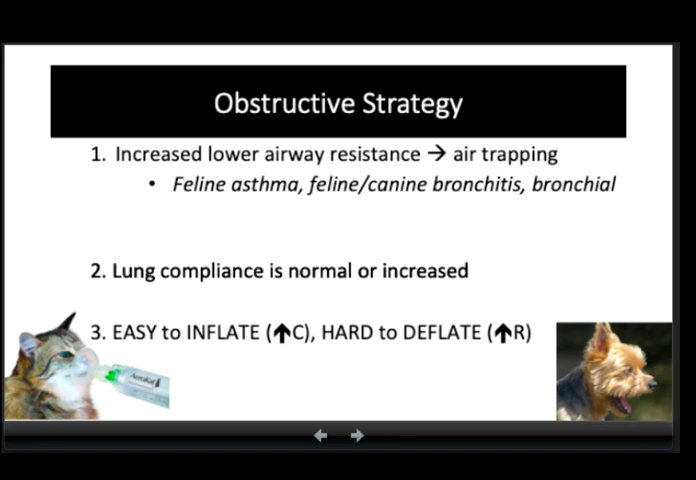 Obstructive Strategy
1. Increased lower airway resistance → air trapping
• Feline asthma, feline/canine bronchitis, bronchial
2. Lung compliance is normal or increased
3. EASY to INFLATE (↑C), HARD to DEFLATE (↑R)